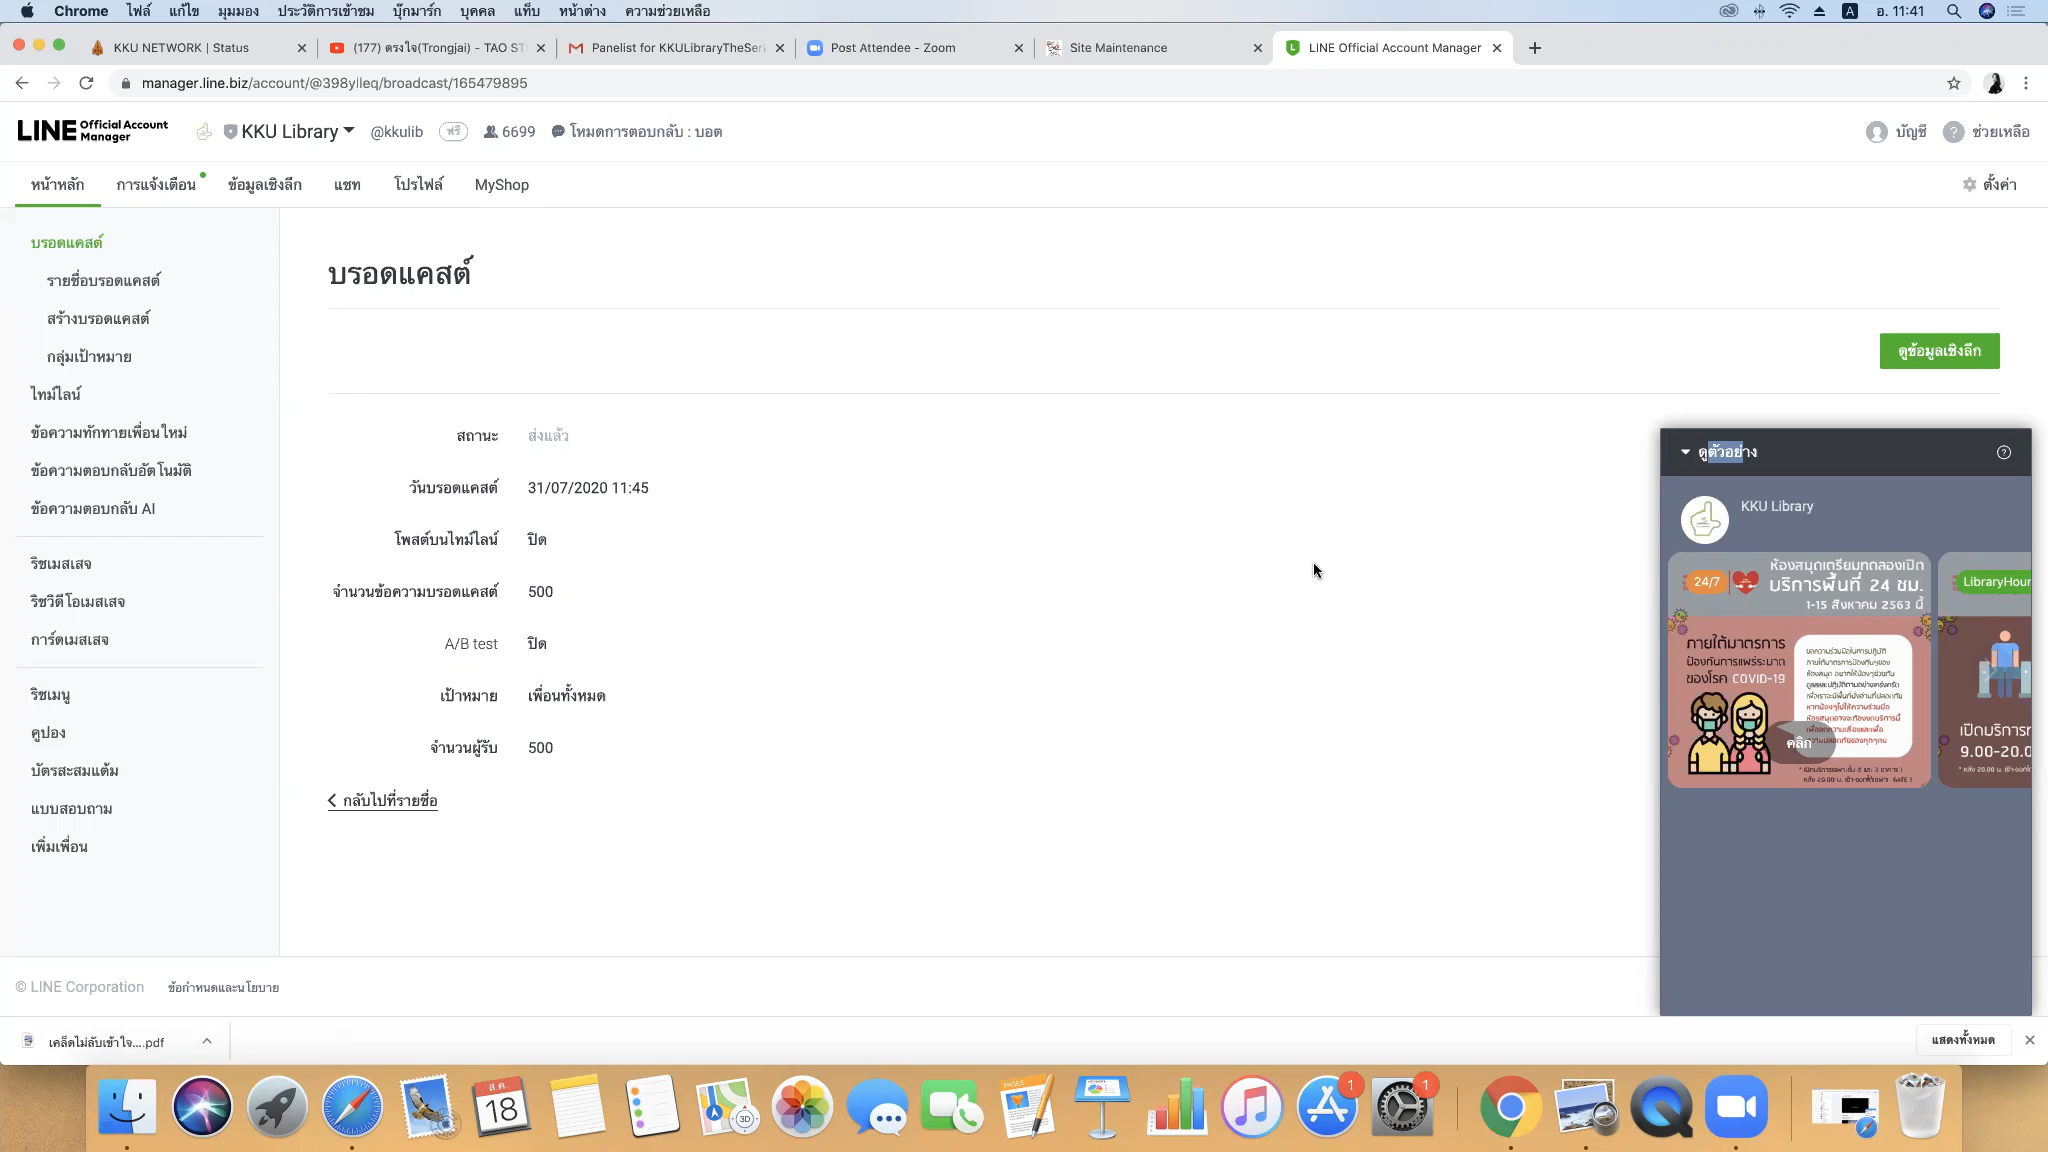 Chrome ไฟล์ แก้ไข มุมมอง ประวัติการเข้าชม บุ๊กมาร์ก บุคคล แท็บ หน้าต่าง ความช่วยเหลือ A อ. 11:41
KKU NETWORK | Status
(177) ตรงใจ(Trongjai) - TAO ST
Panelist for KKULibraryTheSeri
Post Attendee - Zoom
Site Maintenance
LINE Official Account Manager
manager.line.biz/account/@398ylleq/broadcast/165479895
LINE Official Account Manager
KKU Library @kkulib ฟรี 6699 โหมดการตอบกลับ : บอต
บัญชี ? ช่วยเหลือ
หน้าหลัก การแจ้งเตือน ข้อมูลเชิงลึก แชท โปรไฟล์ MyShop ตั้งค่า
บรอดแคสต์
รายชื่อบรอดแคสต์
สร้างบรอดแคสต์
กลุ่มเป้าหมาย
ไทม์ไลน์
ข้อความทักทายเพื่อนใหม่
ข้อความตอบกลับอัตโนมัติ
ข้อความตอบกลับ AI
ริชเมสเสจ
ริชวิดีโอเมสเสจ
การ์ดเมสเสจ
ริชเมนู
คูปอง
บัตรสะสมแต้ม
แบบสอบถาม
เพิ่มเพื่อน
บรอดแคสต์
ดูข้อมูลเชิงลึก
สถานะ ส่งแล้ว
วันบรอดแคสต์ 31/07/2020 11:45
โพสต์บนไทม์ไลน์ ปิด
จำนวนข้อความบรอดแคสต์ 500
A/B test ปิด
เป้าหมาย เพื่อนทั้งหมด
จำนวนผู้รับ 500
กลับไปที่รายชื่อ
ดูตัวอย่าง ?
KKU Library
24/7
ห้องสมุดเตรียมทดลองเปิด
บริการพื้นที่ 24 ชม.
1-15 สิงหาคม 2563 นี้
ภายใต้มาตรการ
ป้องกันการแพร่ระบาด
ของโรค COVID-19
คลิก
LibraryHour
เปิดบริการ
9.00-20.0
© LINE Corporation ข้อกำหนดและนโยบาย
เคล็ดไม่ลับเข้าใจ....pdf
แสดงทั้งหมด
ส.ค.
18
3D
PAGES
1
1